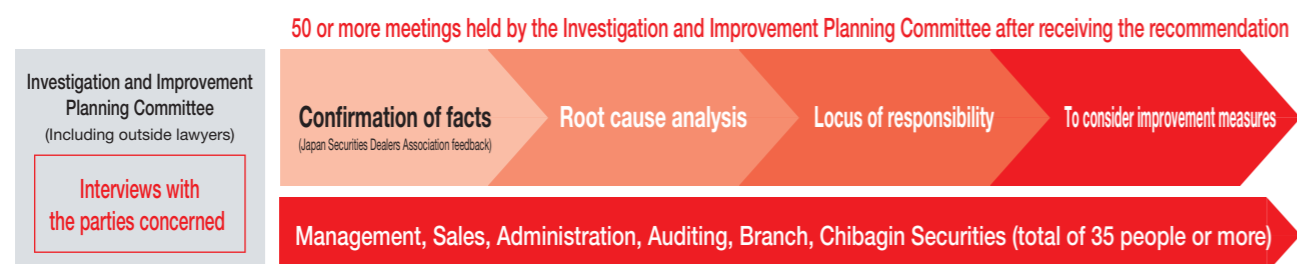 50 or more meetings held by the Investigation and Improvement Planning Committee after receiving the recommendation
Investigation and Improvement
Planning Committee
(Including outside lawyers)
Interviews with
the parties concerned
Confirmation of facts
(Japan Securities Dealers Association feedback)
Root cause analysis
Locus of responsibility
To consider improvement measures
Management, Sales, Administration, Auditing, Branch, Chibagin Securities (total of 35 people or more)